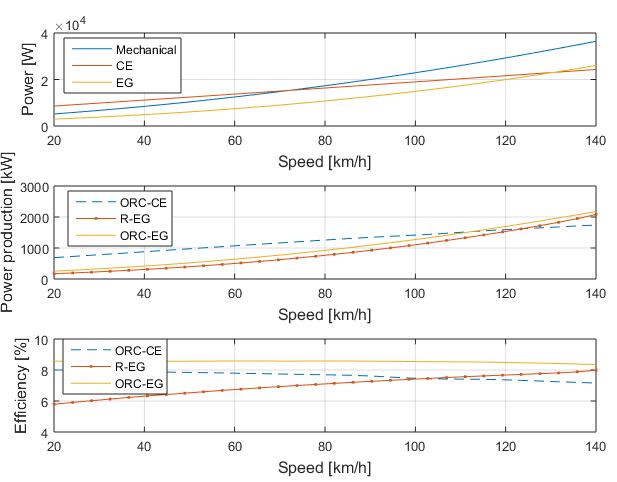 ×10⁴
4
2
0
Power [W]
Mechanical
CE
EG
20 40 60 80 100 120 140
Speed [km/h]
3000
2000
1000
0
Power production [kW]
ORC-CE
R-EG
ORC-EG
20 40 60 80 100 120 140
Speed [km/h]
10
8
6
4
Efficiency [%]
ORC-CE
R-EG
ORC-EG
20 40 60 80 100 120 140
Speed [km/h]